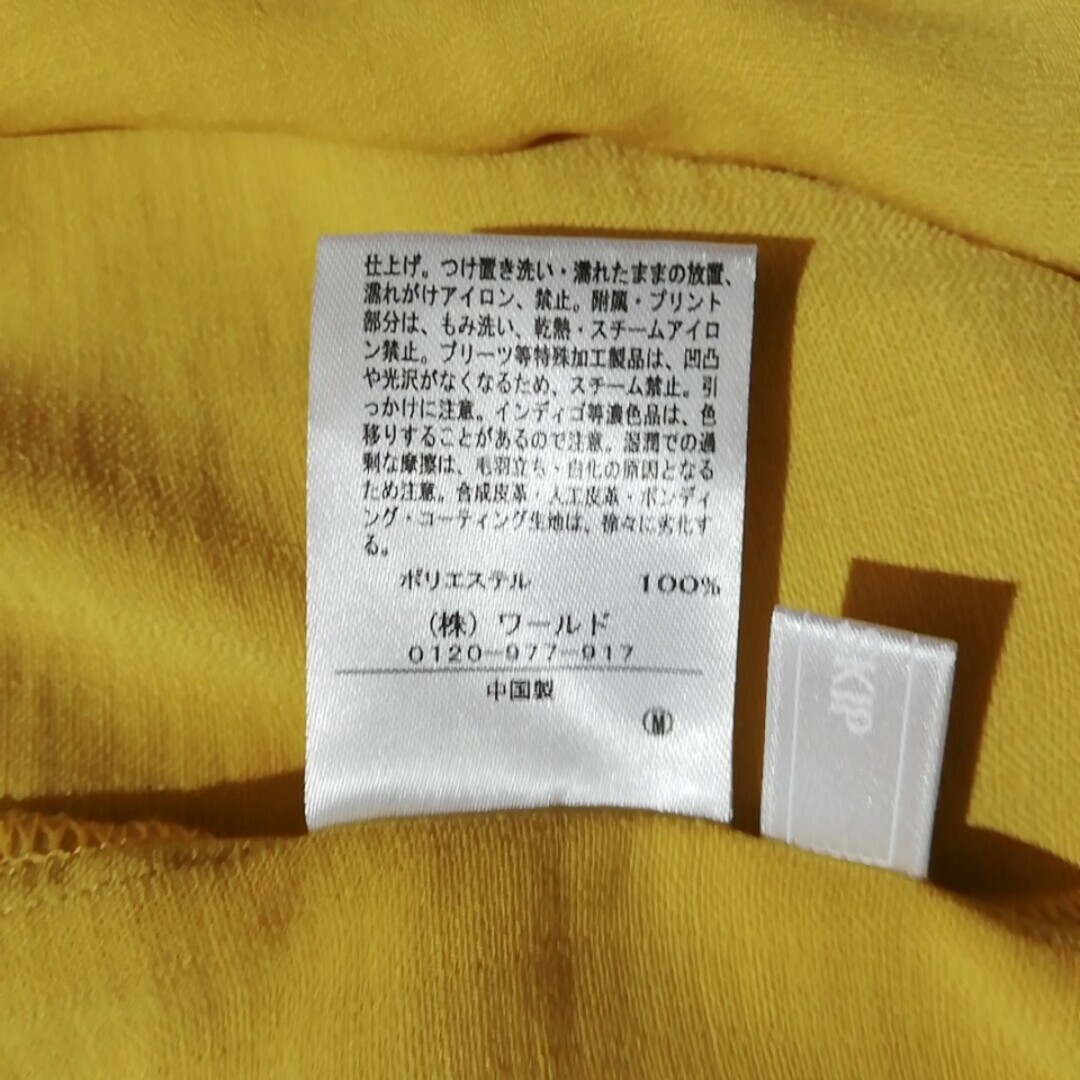 仕上げ。つけ置き洗い・濡れたままの放置、
濡れがけアイロン、禁止。附属・プリント
部分は、もみ洗い、乾熱・スチームアイロ
ン禁止。プリーツ等特殊加工製品は、凹凸
や光沢がなくなるため、スチーム禁止。引
っかけに注意。インディゴ等濃色品は、色
移りすることがあるので注意。湿潤での過
剰な摩擦は、毛羽立ち・白化の原因となる
ため注意。合成皮革・人工皮革・ボンディ
ング・コーティング生地は、徐々に劣化す
る。
ポリエステル 100%
(株)ワールド
0120-977-917
中国製
Ⓜ